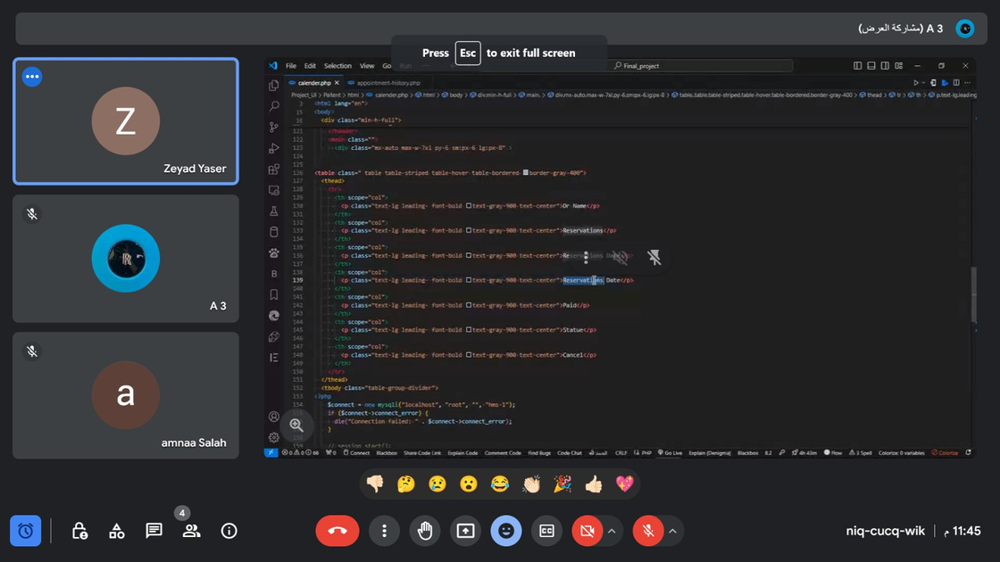 A 3 (مشاركة العرض)
Press Esc to exit full screen
File Edit Selection View Go Run
Final_project
calender.php
appointment-history.php
Project_UI > Paitent > html > calender.php > html > body > div.min-h-full > main. > div.mx-auto.max-w-7xl.py-6.sm:px-6.lg:px-8 > table.table.table-striped.table-hover.table-bordered.border-gray-400 > thead > tr > th > p.text-lg.leading
3 <html lang="en">
15 <body>
16 <div class="min-h-full">
121 </header>
122 <main class="">
123 <div class="mx-auto max-w-7xl py-6 sm:px-6 lg:px-8" >
124
125
126 <table class=" table table-striped table-hover table-bordered border-gray-400">
127 <thead>
128 <tr>
129 <th scope="col">
130 <p class="text-lg leading- font-bold text-gray-900 text-center">Dr Name</p>
131 </th>
132 <th scope="col">
133 <p class="text-lg leading- font-bold text-gray-900 text-center">Reservations</p>
134 </th>
135 <th scope="col">
136 <p class="text-lg leading- font-bold text-gray-900 text-center">Reservations
137 </th>
138 <th scope="col">
139 <p class="text-lg leading- font-bold text-gray-900 text-center">Reservations Date</p>
140 </th>
141 <th scope="col">
142 <p class="text-lg leading- font-bold text-gray-900 text-center">Paid</p>
143 </th>
144 <th scope="col">
145 <p class="text-lg leading- font-bold text-gray-900 text-center">Statue</p>
146 </th>
147 <th scope="col">
148 <p class="text-lg leading- font-bold text-gray-900 text-center">Cancel</p>
149 </th>
150 </tr>
151 </thead>
152 <tbody class="table-group-divider">
153 <?php
154 $connect = new mysqli("localhost", "root", "", "hms-1");
if ($connect->connect_error) {
die("Connection failed: " . $connect->connect_error);
}
159 // session_start();
0 0 66 0 Connect Blackbox Share Code Link Explain Code Comment Code Find Bugs Code Chat CRLF PHP Go Live Explain (Denigma) Blackbox 8.2 4h 43m Flow 3 Spell Colorize: 0 variables Colorize
Z
Zeyad Yaser
R
A 3
a
amnaa Salah
4
niq-cucq-wik
11:45 م